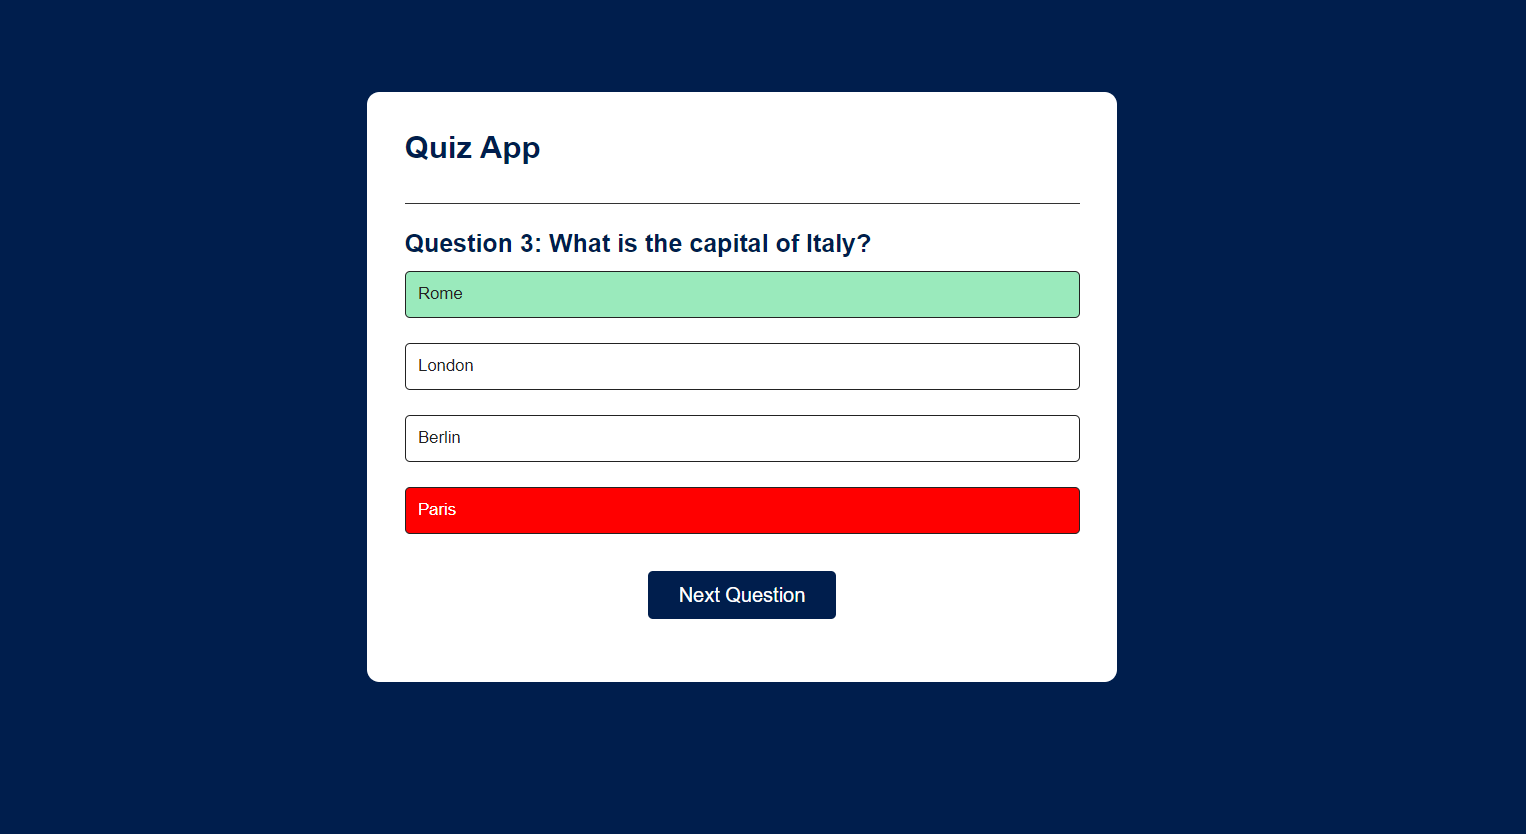 Quiz App
Question 3: What is the capital of Italy?
Rome
London
Berlin
Paris
Next Question